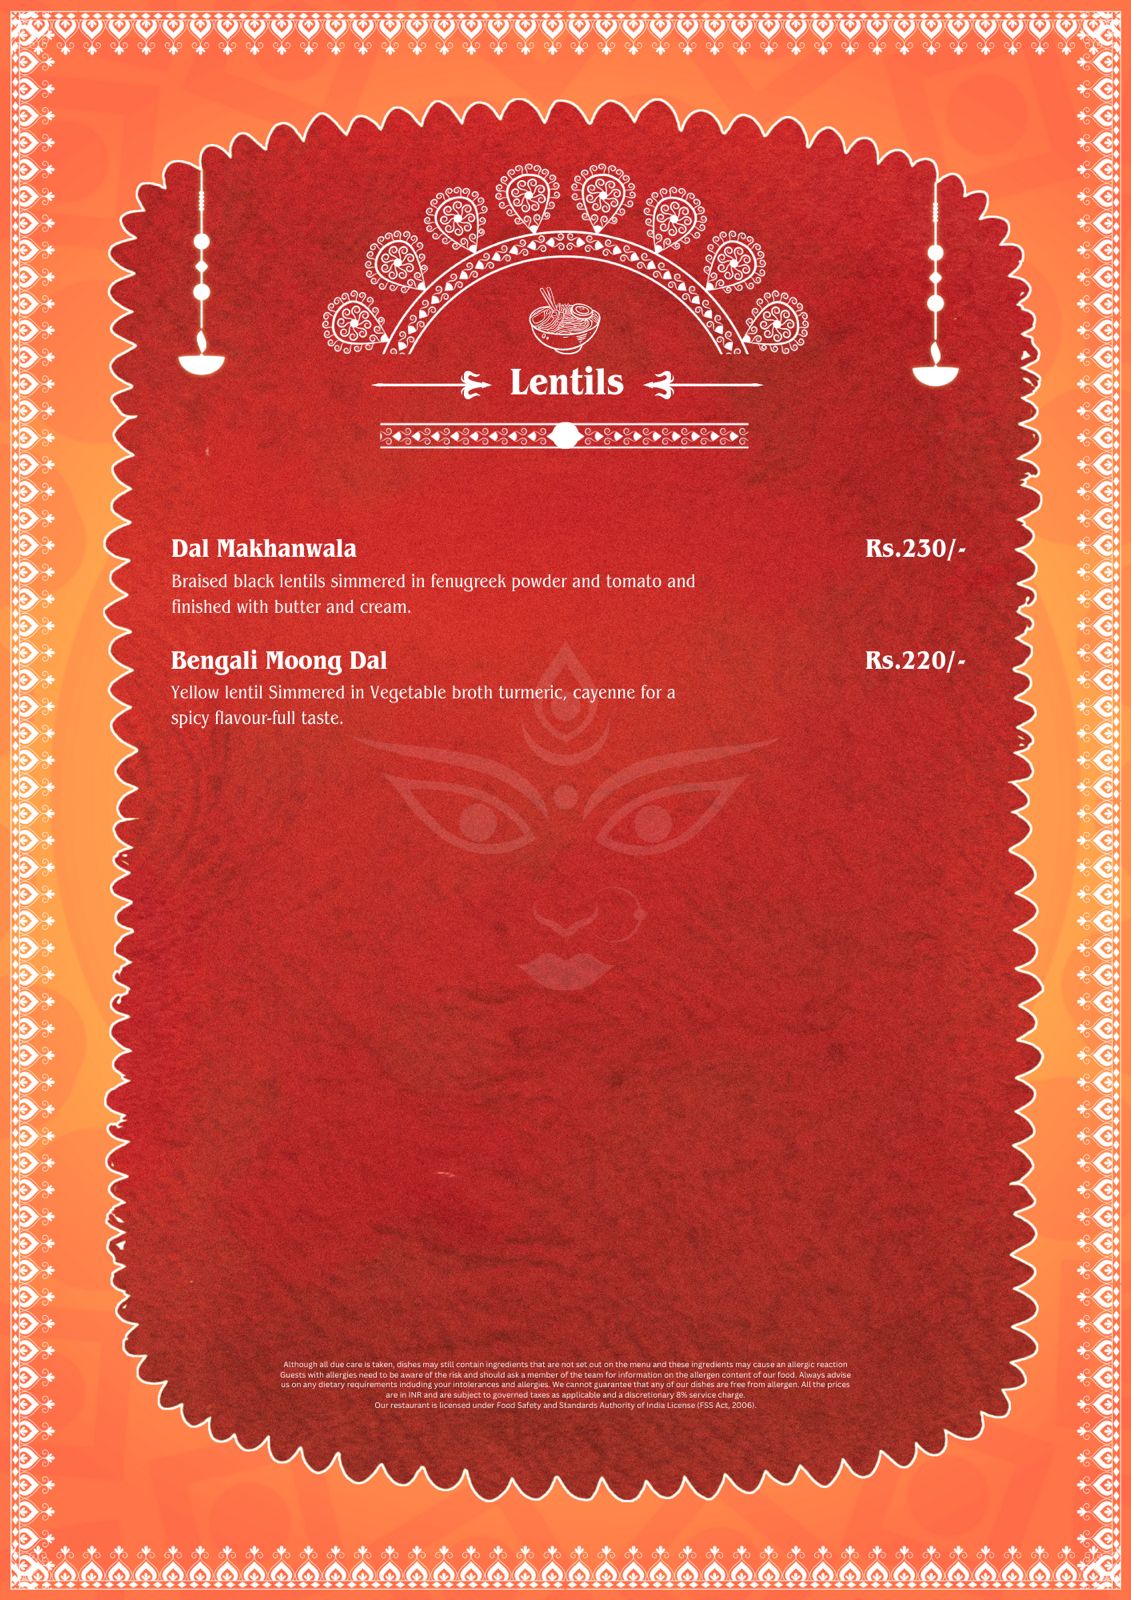 Lentils
Dal Makhanwala Rs.230/-
Braised black lentils simmered in fenugreek powder and tomato and
finished with butter and cream.
Bengali Moong Dal Rs.220/-
Yellow lentil Simmered in Vegetable broth turmeric, cayenne for a
spicy flavour-full taste.
Although all due care is taken, dishes may still contain ingredients that are not set out on the menu and these ingredients may cause an allergic reaction
Guests with allergies need to be aware of the risk and should ask a member of the team for information on the allergen content of our food. Always advise
us on any dietary requirements including your intolerances and allergies. We cannot guarantee that any of our dishes are free from allergen. All the prices
are in INR and are subject to governed taxes as applicable and a discretionary 8% service charge.
Our restaurant is licensed under Food Safety and Standards Authority of India License (FSS Act, 2006).